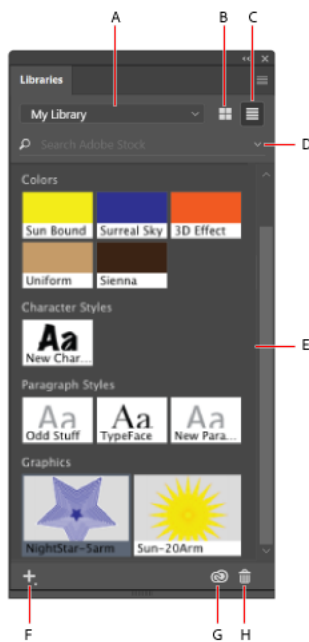 A B C
Libraries
My Library
Search Adobe Stock
D
Colors
Sun Bound Surreal Sky 3D Effect
Uniform Sienna
Character Styles
Aa
New Char...
E
Paragraph Styles
Aa Aa Aa
Odd Stuff TypeFace New Para...
Graphics
NightStar-5arm Sun-20Arm
F G H